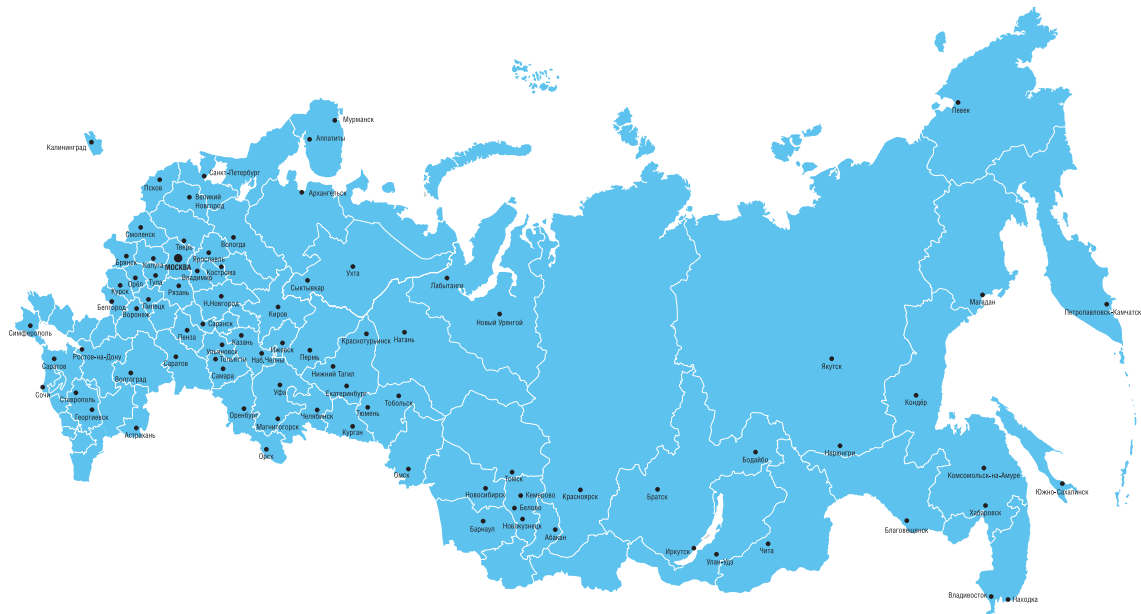 Певек
Мурманск
Аппатиты
Калининград
Санкт-Петербург
Псков
Великий
Новгород
Архангельск
Смоленск
Тверь
Вологда
Ярославль
Брянск
Калуга
МОСКВА
Кострома
Владимир
Ухта
Орёл
Тула
Сыктывкар
Лабытанги
Курск
Рязань
Белгород
Липецк
Воронеж
Н.Новгород
Киров
Магадан
Петропавловск-Камчатск
Новый Уренгой
Симферополь
Саранск
Пенза
Казань
Краснотурьинск
Нагань
Ульяновск
Ижевск
Ростов-на-Дону
Тольятти
Наб.Челны
Пермь
Саратов
Саратов
Якутск
Самара
Нижний Тагил
Волгоград
Сочи
Ставрополь
Уфа
Екатеринбург
Тобольск
Кондёр
Георгиевск
Оренбург
Челябинск
Тюмень
Магнитогорск
Астрахань
Курган
Орск
Бодайбо
Нерюнгри
Омск
Томск
Комсомольск-на-Амуре
Новосибирск
Кемерово
Красноярск
Братск
Южно-Сахалинск
Белово
Хабаровск
Барнаул
Новокузнецк
Абакан
Благовещенск
Иркутск
Улан-Удэ
Чита
Владивосток
Находка